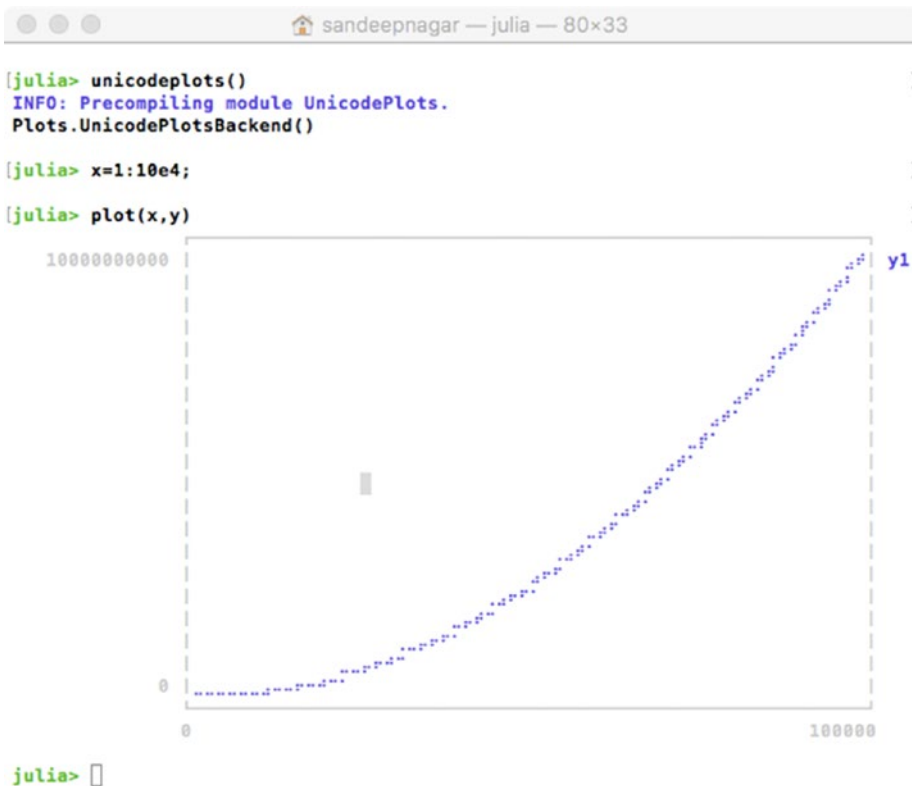 sandeepnagar — julia — 80×33
[julia> unicodeplots()
INFO: Precompiling module UnicodePlots.
Plots.UnicodePlotsBackend()
[julia> x=1:10e4;
[julia> plot(x,y)
10000000000 y1
0
0 100000
julia>